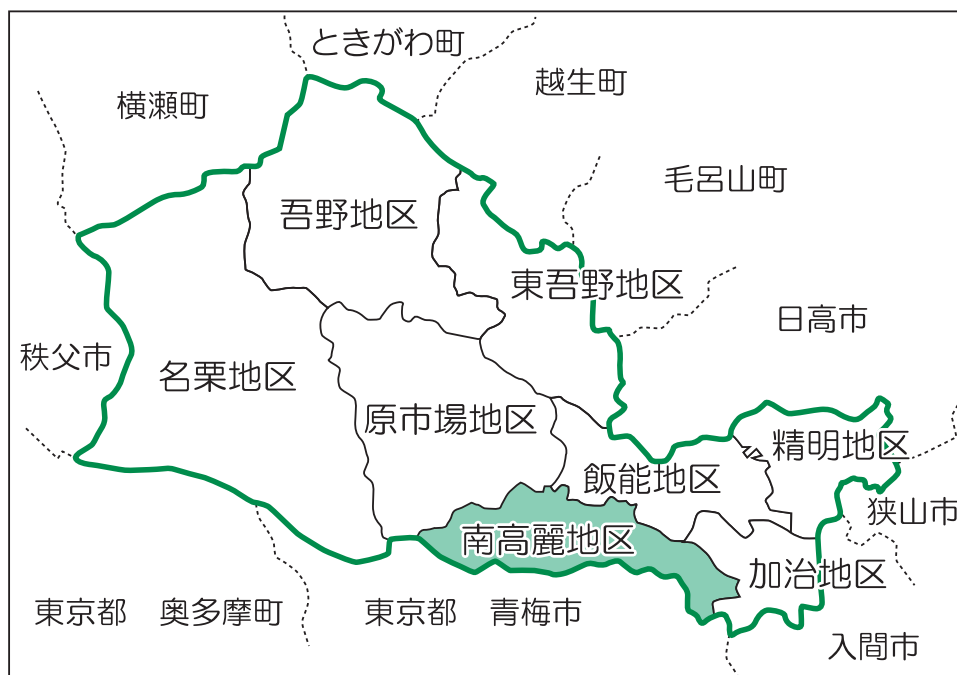 ときがわ町
越生町
横瀬町
毛呂山町
吾野地区
東吾野地区
日高市
秩父市
名栗地区
原市場地区
精明地区
飯能地区
狭山市
南高麗地区
加治地区
東京都 奥多摩町
東京都 青梅市
入間市